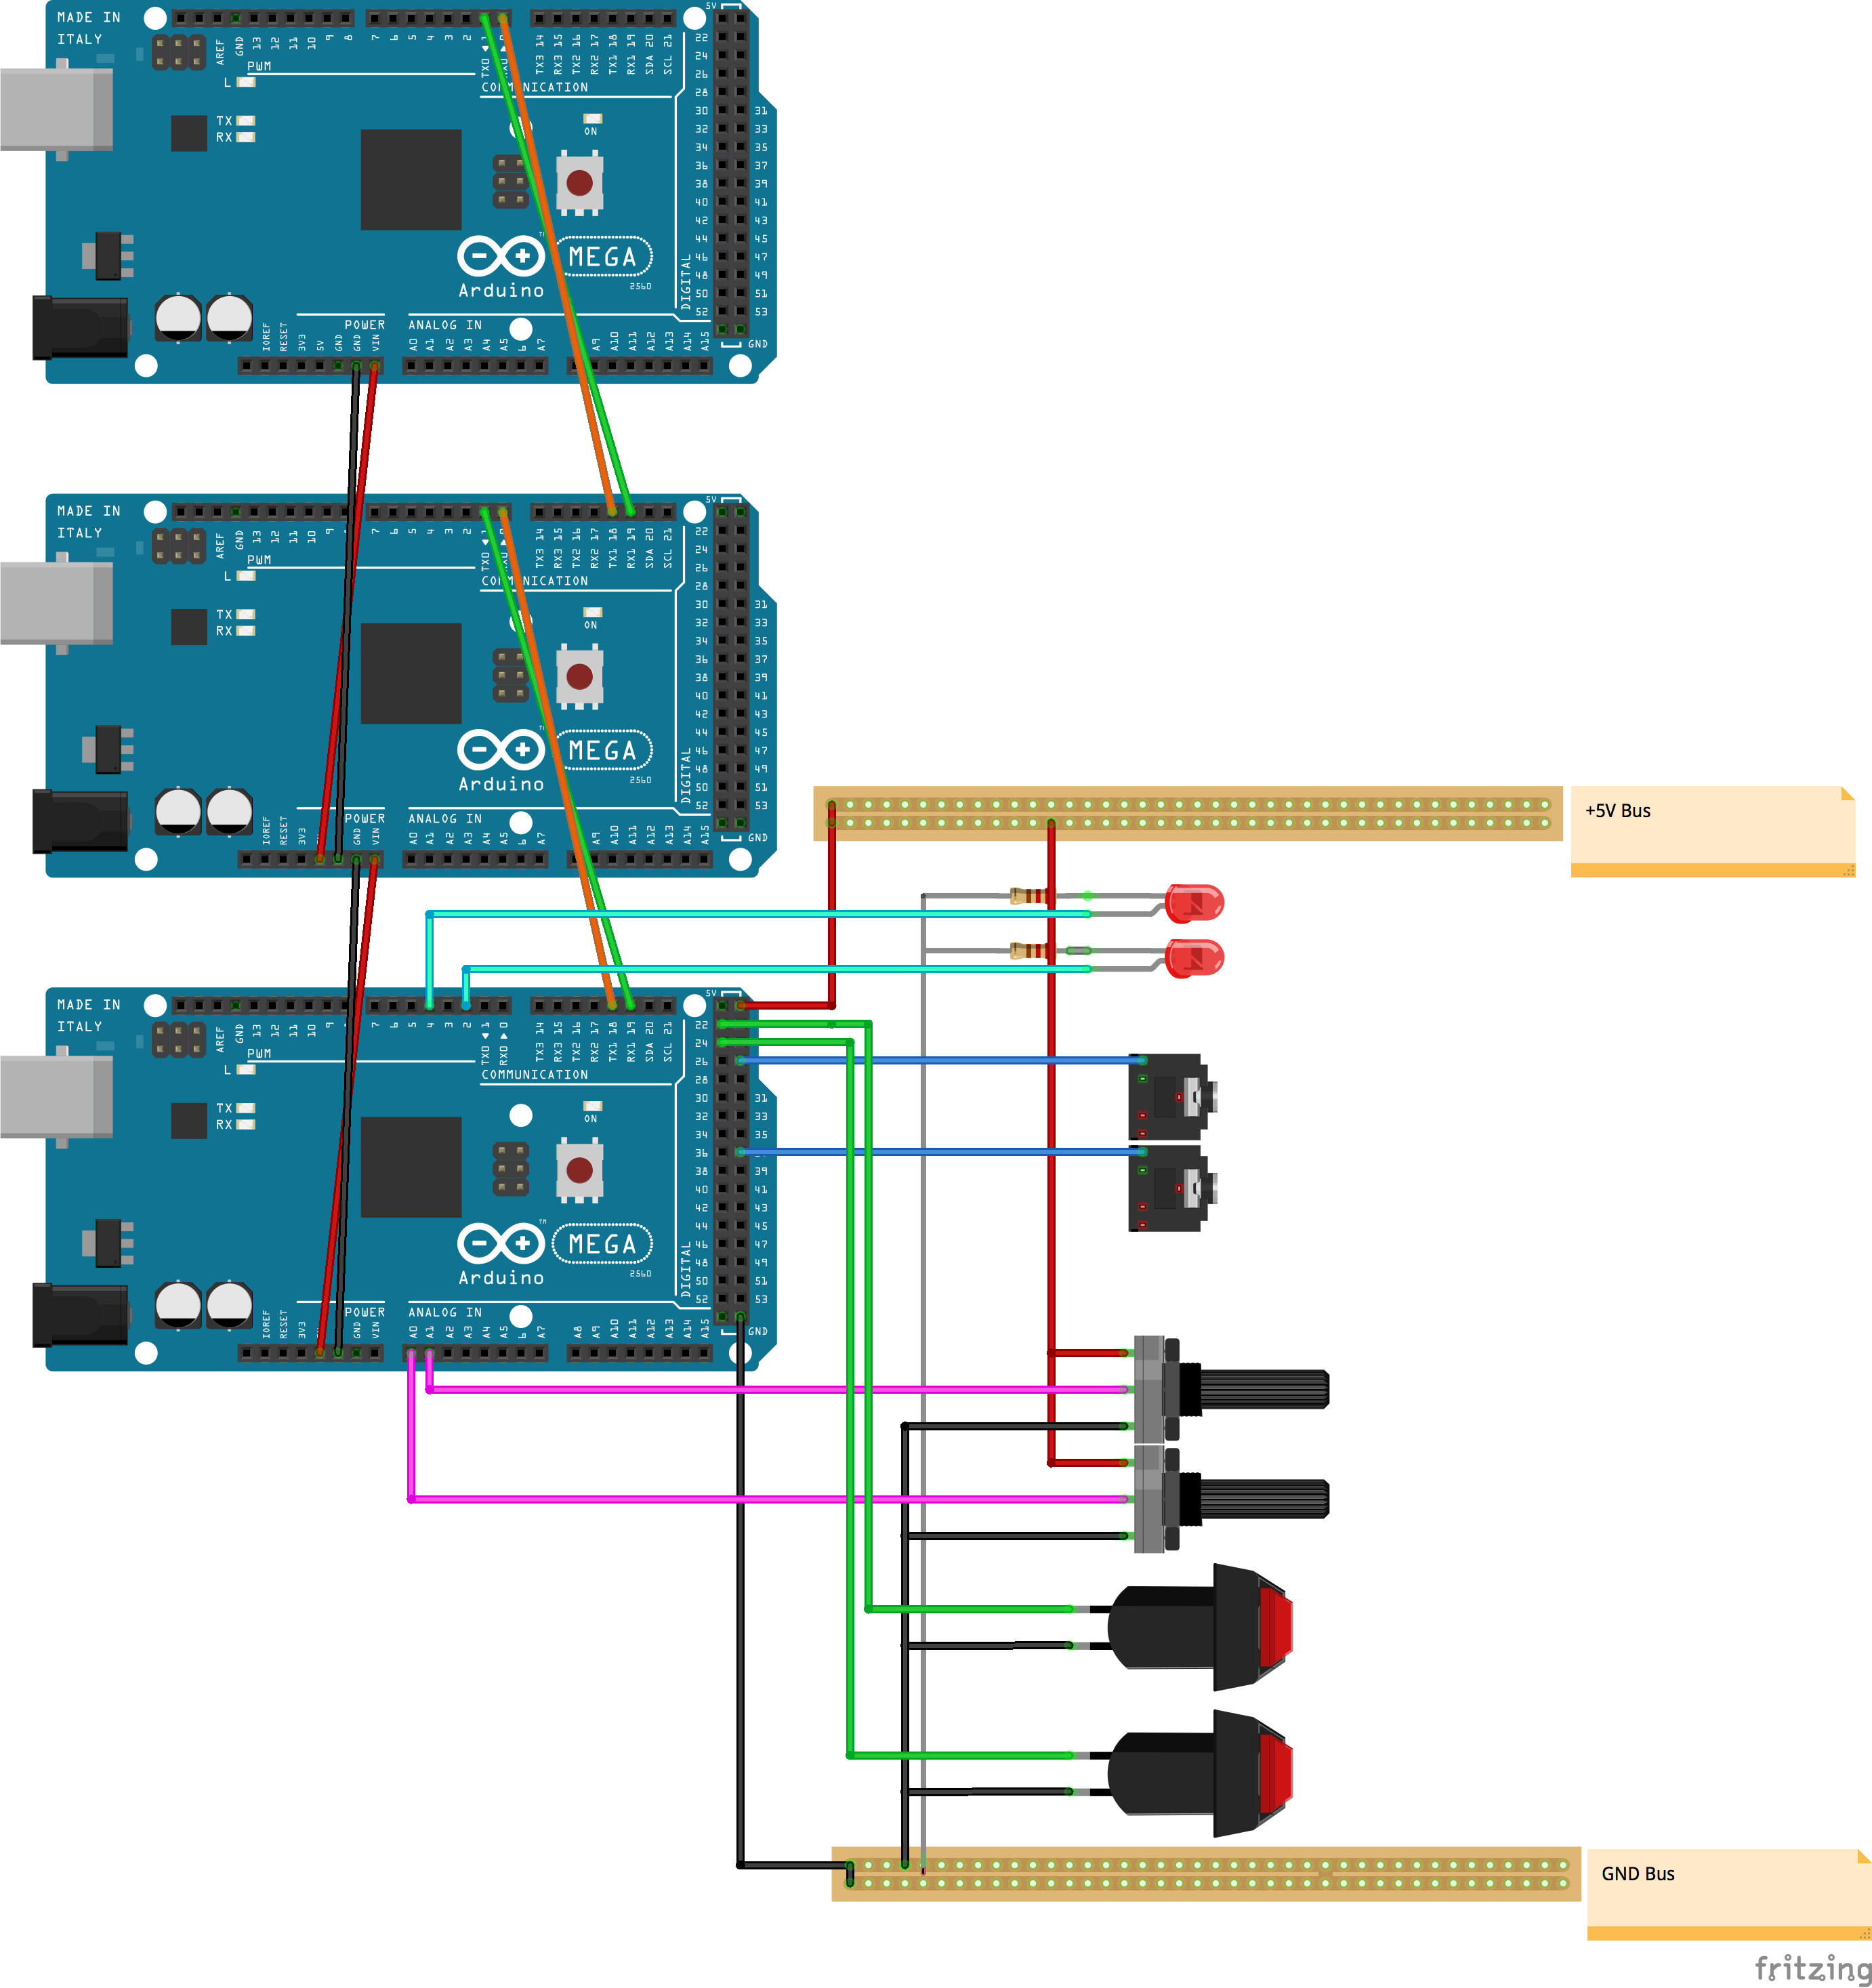 MADE IN
ITALY
AREF
GND
13
12
11
10
9
8
7
6
5
4
3
2
TX3 14
RX3 15
TX2 16
RX2 17
TX1 18
RX1 19
SDA 20
SCL 21
5V
22
24
26
28
30 31
32 33
34 35
36 37
38 39
40 41
42 43
44 45
46 47
48 49
50 51
52 53
PWM
L
COMMUNICATION
TX
RX
ON
MEGA
Arduino
2560
DIGITAL
POWER
ANALOG IN
GND
IOREF
RESET
3V3
5V
GND
GND
VIN
A0
A1
A2
A3
A4
A5
A7
A9
A10
A11
A12
A13
A14
A15
MADE IN
ITALY
AREF
GND
13
12
11
10
9
7
6
5
4
3
2
TX3 14
RX3 15
TX2 16
RX2 17
TX1 18
RX1 19
SDA 20
SCL 21
5V
22
24
26
28
30 31
32 33
34 35
36 37
38 39
40 41
42 43
44 45
46 47
48 49
50 51
52 53
PWM
L
TX
RX
ON
MEGA
Arduino
2560
DIGITAL
POWER
ANALOG IN
GND
IOREF
RESET
3V3
GND
VIN
A0
A1
A2
A3
A4
A5
A7
A9
A10
A11
A12
A13
A14
A15
+5V Bus
MADE IN
ITALY
AREF
GND
13
12
11
10
9
7
6
5
4
3
2
TX0 1
RX0 0
TX3 14
RX3 15
TX2 16
RX2 17
TX1 18
RX1 19
SDA 20
SCL 21
5V
22
24
26
28
30 31
32 33
34 35
36
38 39
40 41
42 43
44 45
46 47
48 49
50 51
52 53
PWM
L
COMMUNICATION
TX
RX
ON
TM
MEGA
Arduino
2560
DIGITAL
POWER
ANALOG IN
GND
IOREF
RESET
3V3
GND
VIN
A0
A1
A2
A3
A4
A5
A7
A8
A9
A10
A11
A12
A13
A14
A15
GND Bus
fritzing